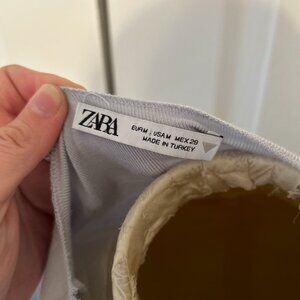 ZARA
EUR M | USA M MEX 28
MADE IN TURKEY